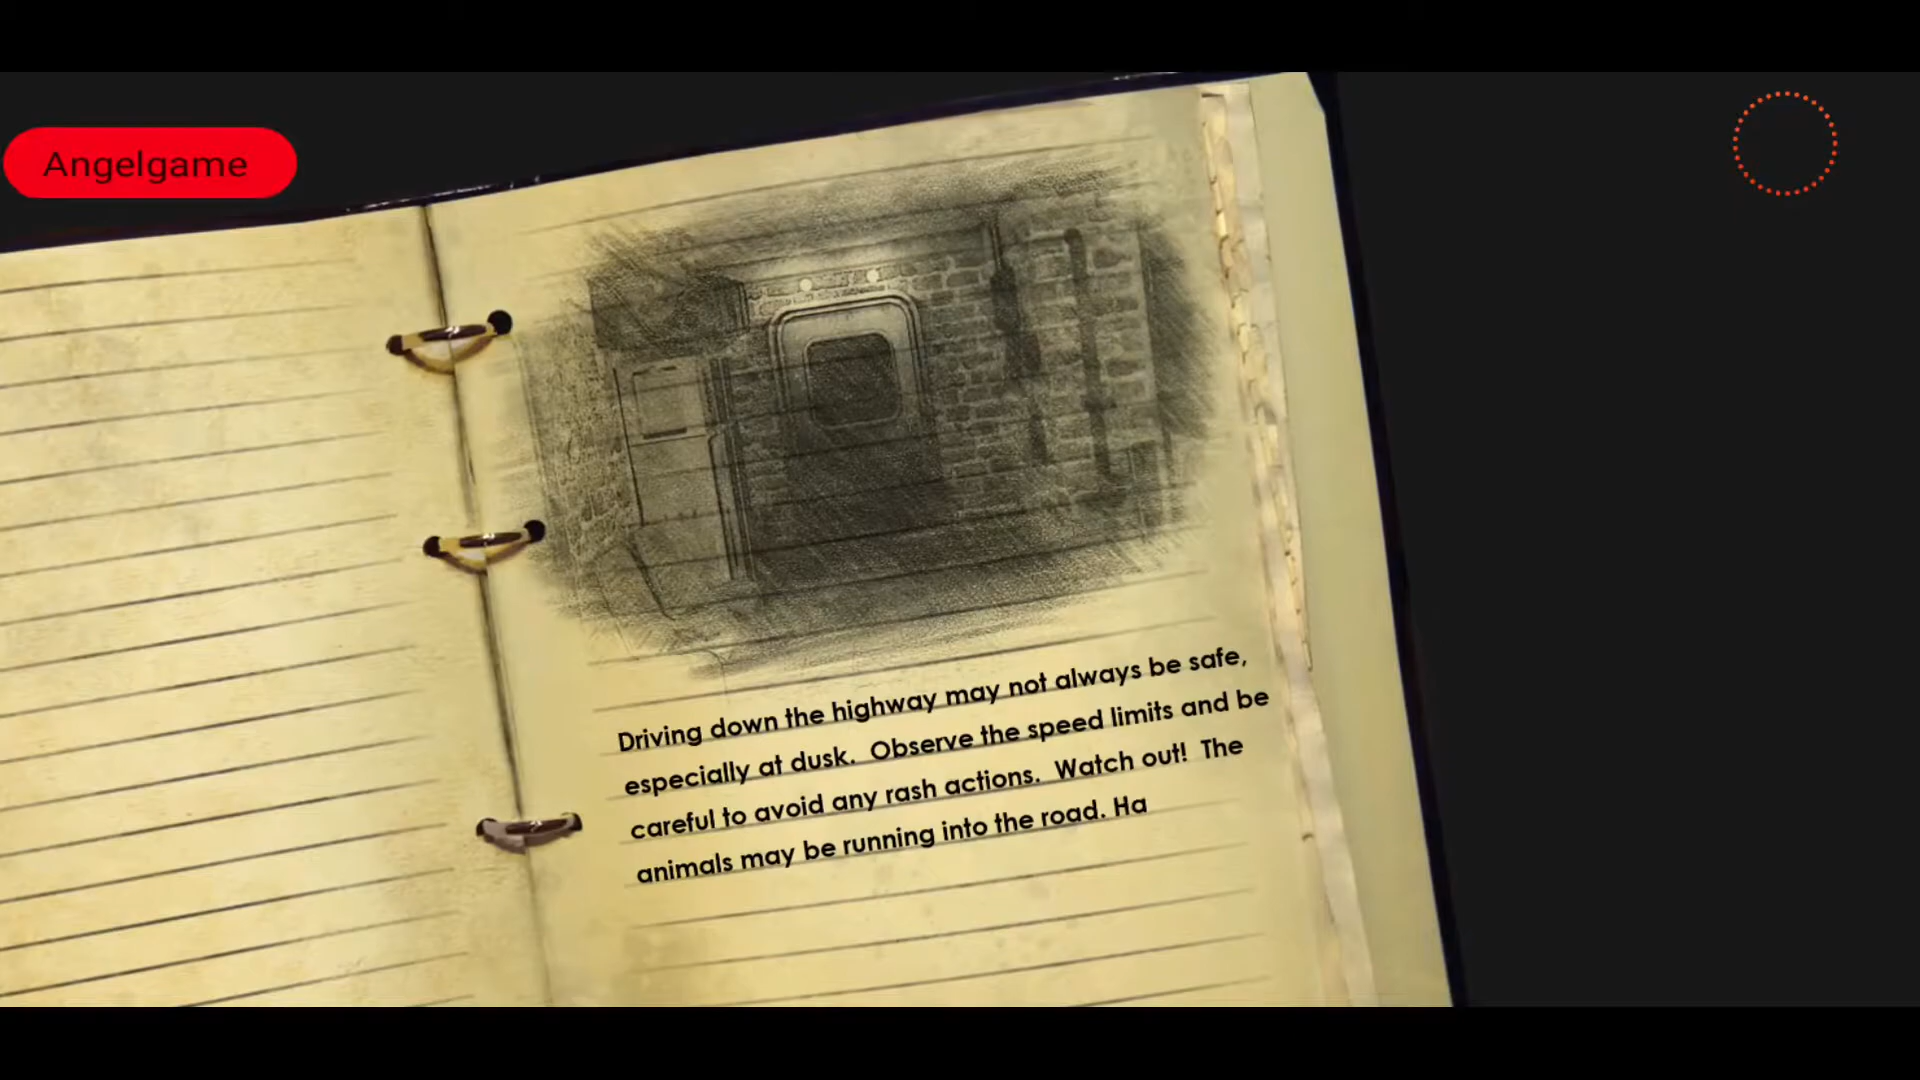 Angelgame
Driving down the highway may not always be safe,
especially at dusk.  Observe the speed limits and be
careful to avoid any rash actions.  Watch out!  The
animals may be running into the road. Ha